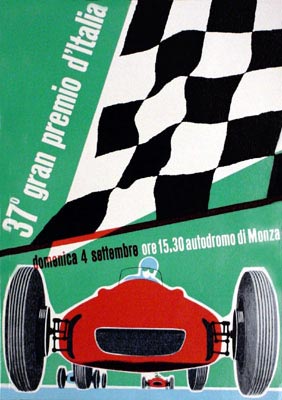 37° gran premio d'Italia
domenica 4 settembre ore 15.30 autodromo di Monza